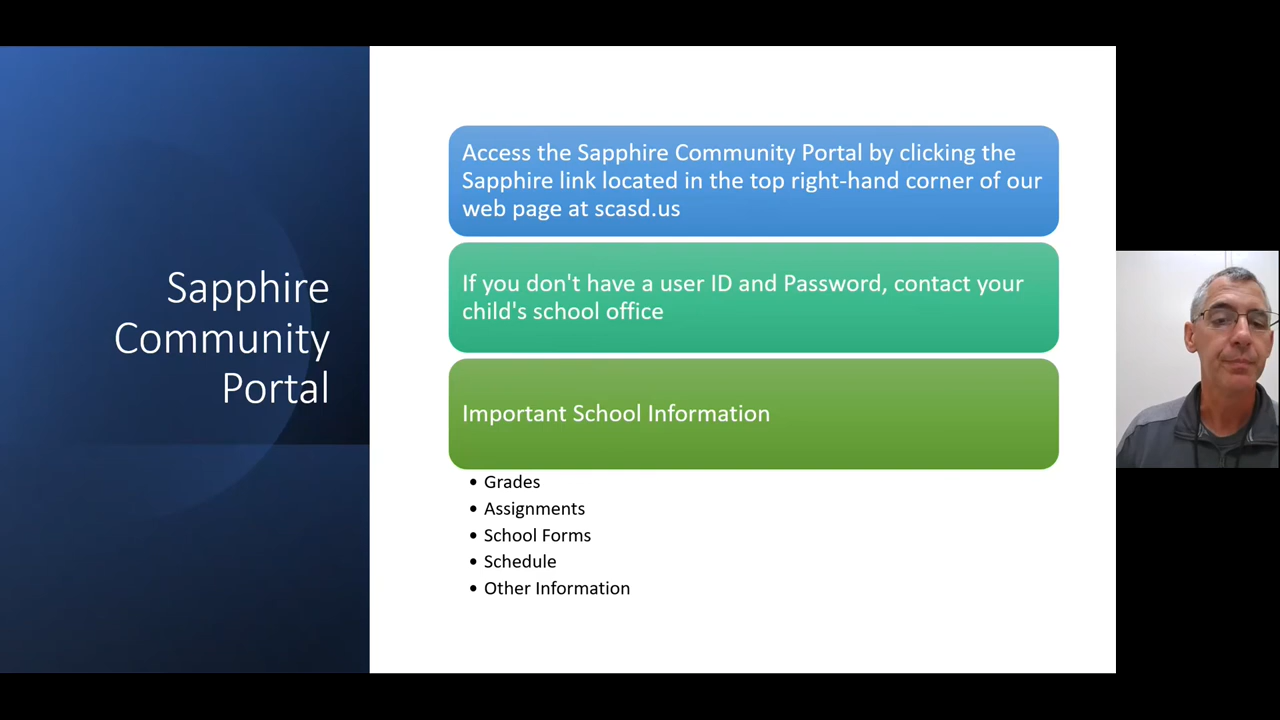 Sapphire
Community
Portal
Access the Sapphire Community Portal by clicking the
Sapphire link located in the top right-hand corner of our
web page at scasd.us
If you don't have a user ID and Password, contact your
child's school office
Important School Information
• Grades
• Assignments
• School Forms
• Schedule
• Other Information